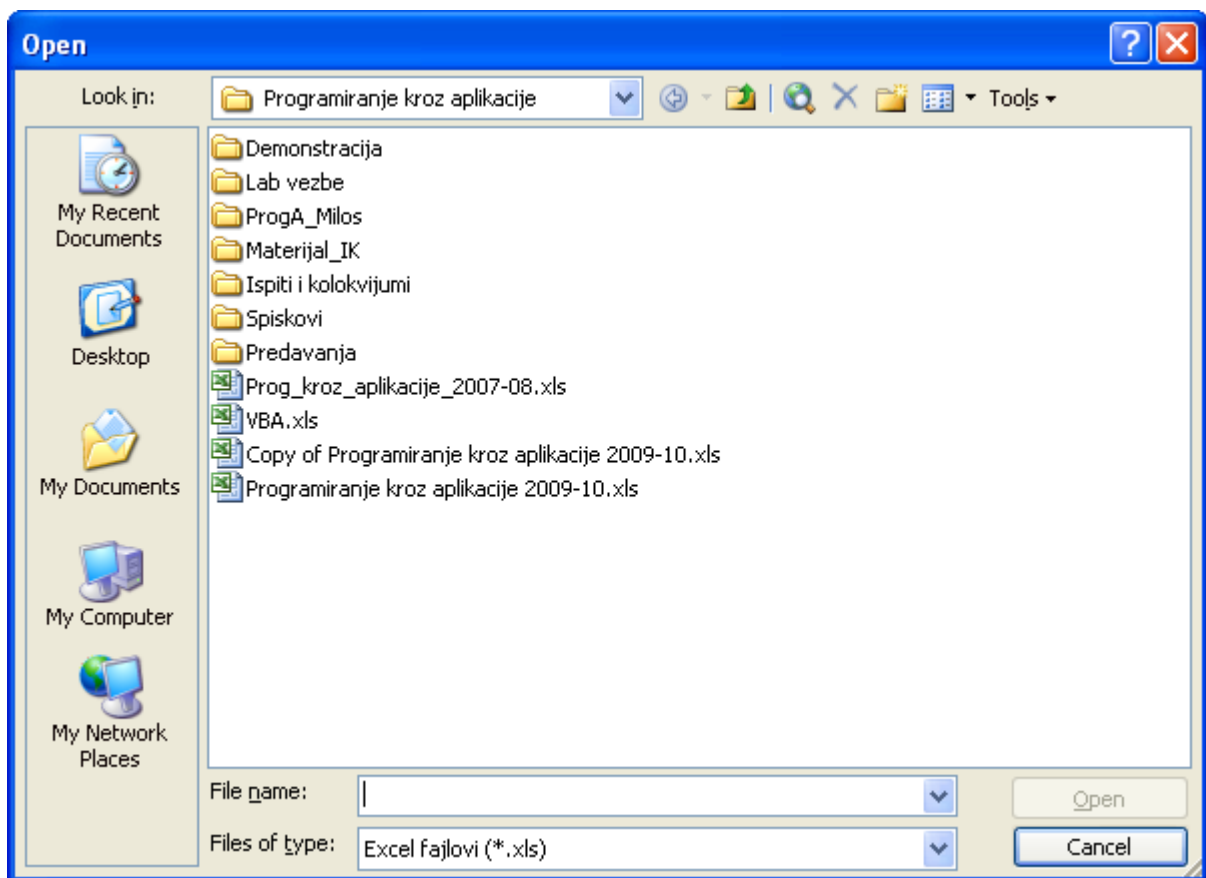 Open
Look in:
Programiranje kroz aplikacije
Tools
My Recent
Documents
Desktop
My Documents
My Computer
My Network
Places
Demonstracija
Lab vezbe
ProgA_Milos
Materijal_IK
Ispiti i kolokvijumi
Spiskovi
Predavanja
Prog_kroz_aplikacije_2007-08.xls
VBA.xls
Copy of Programiranje kroz aplikacije 2009-10.xls
Programiranje kroz aplikacije 2009-10.xls
File name:
Open
Files of type:
Excel fajlovi (*.xls)
Cancel